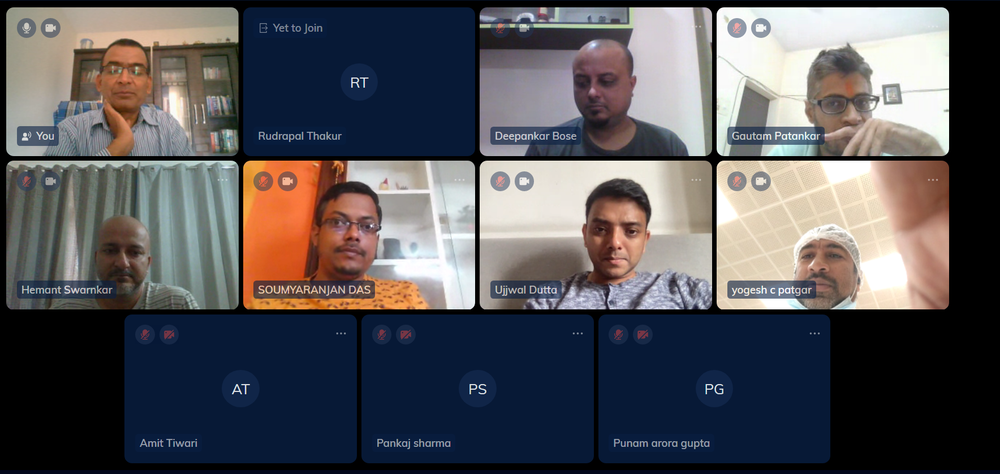 You
Yet to Join
RT
Rudrapal Thakur
Deepankar Bose
Gautam Patankar
Hemant Swarnkar
SOUMYARANJAN DAS
Ujjwal Dutta
yogesh c patgar
AT
Amit Tiwari
PS
Pankaj sharma
PG
Punam arora gupta